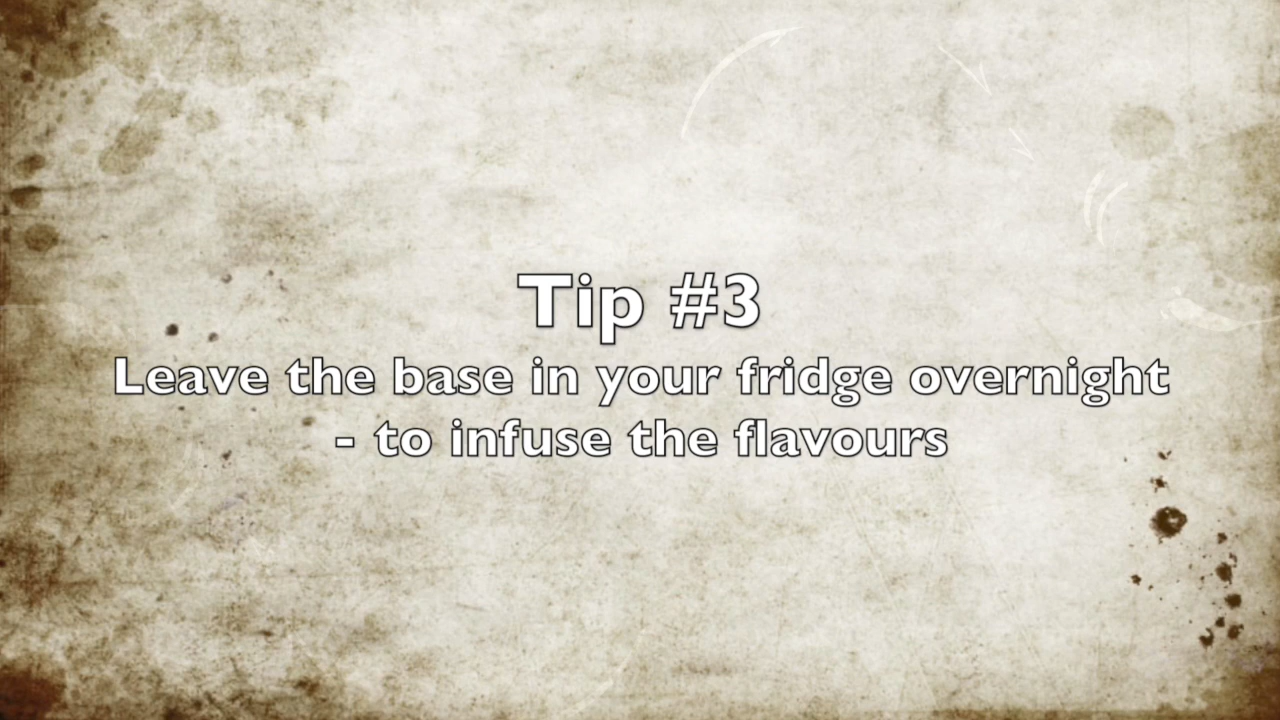 Tip #3
Leave the base in your fridge overnight
- to infuse the flavours